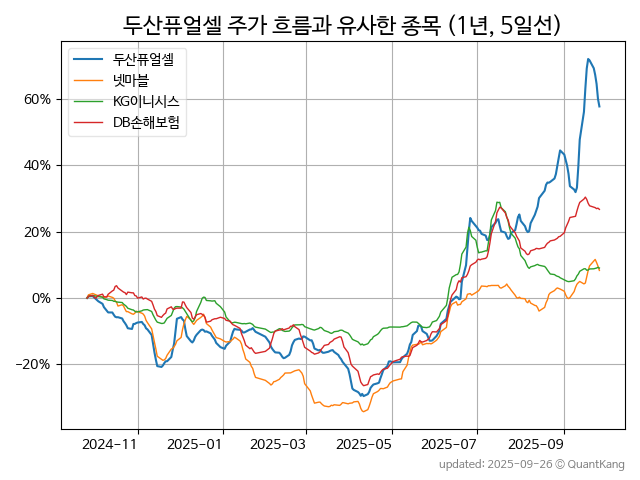 두산퓨얼셀 주가 흐름과 유사한 종목 (1년, 5일선)
두산퓨얼셀
넷마블
KG이니시스
DB손해보험
60%
40%
20%
0%
−20%
2024-11 2025-01 2025-03 2025-05 2025-07 2025-09
updated: 2025-09-26 © QuantKang